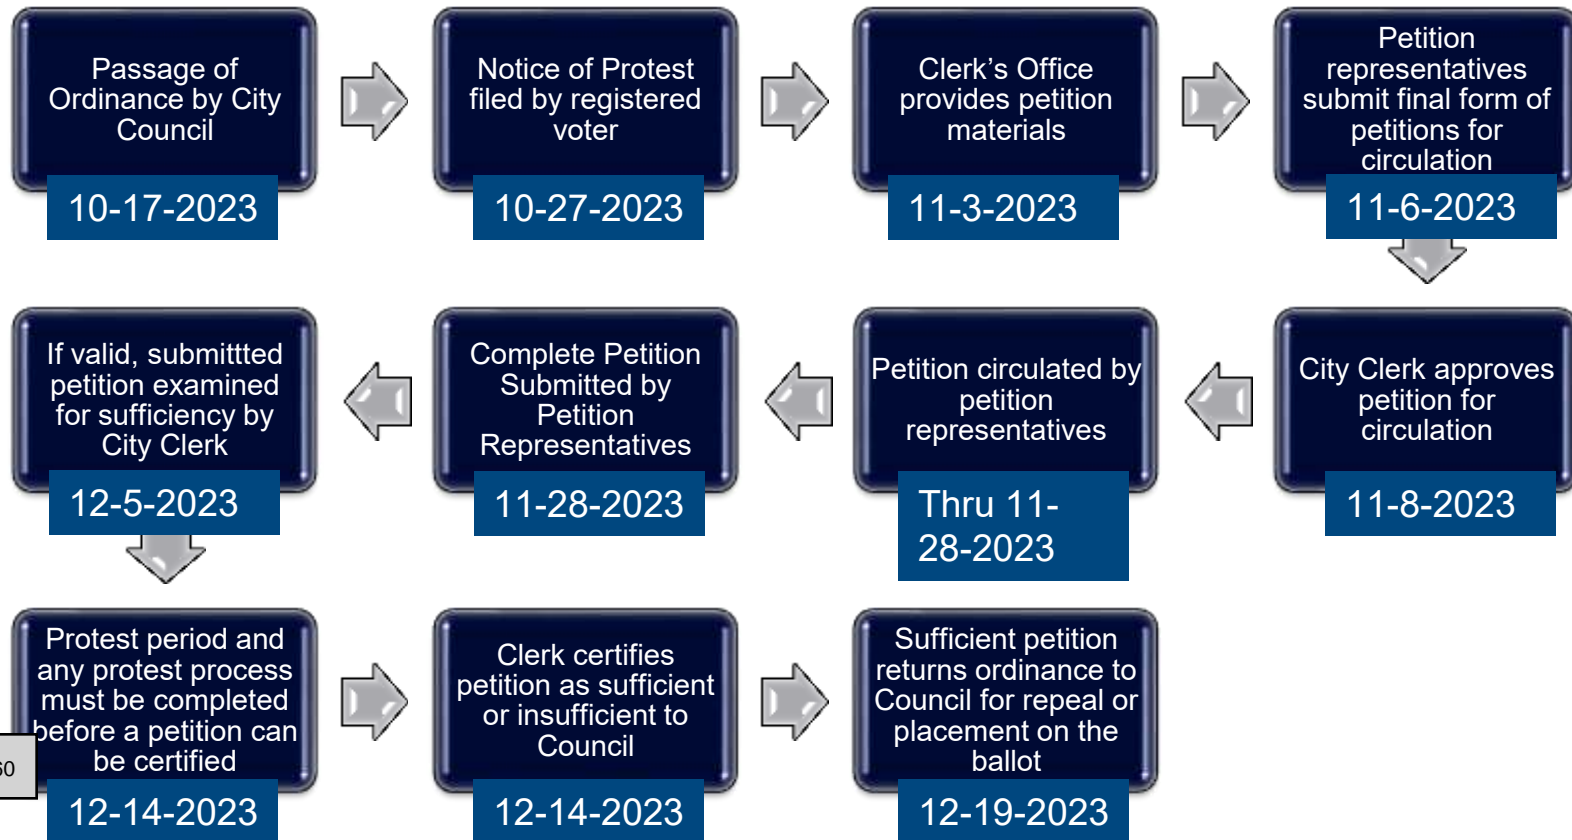 Passage of
Ordinance by City
Council
10-17-2023
Notice of Protest
filed by registered
voter
10-27-2023
Clerk's Office
provides petition
materials
11-3-2023
Petition
representatives
submit final form of
petitions for
circulation
11-6-2023
City Clerk approves
petition for
circulation
11-8-2023
Petition circulated by
petition
representatives
Thru 11-
28-2023
Complete Petition
Submitted by
Petition
Representatives
11-28-2023
If valid, submittted
petition examined
for sufficiency by
City Clerk
12-5-2023
Protest period and
any protest process
must be completed
before a petition can
be certified
12-14-2023
Clerk certifies
petition as sufficient
or insufficient to
Council
12-14-2023
Sufficient petition
returns ordinance to
Council for repeal or
placement on the
ballot
12-19-2023